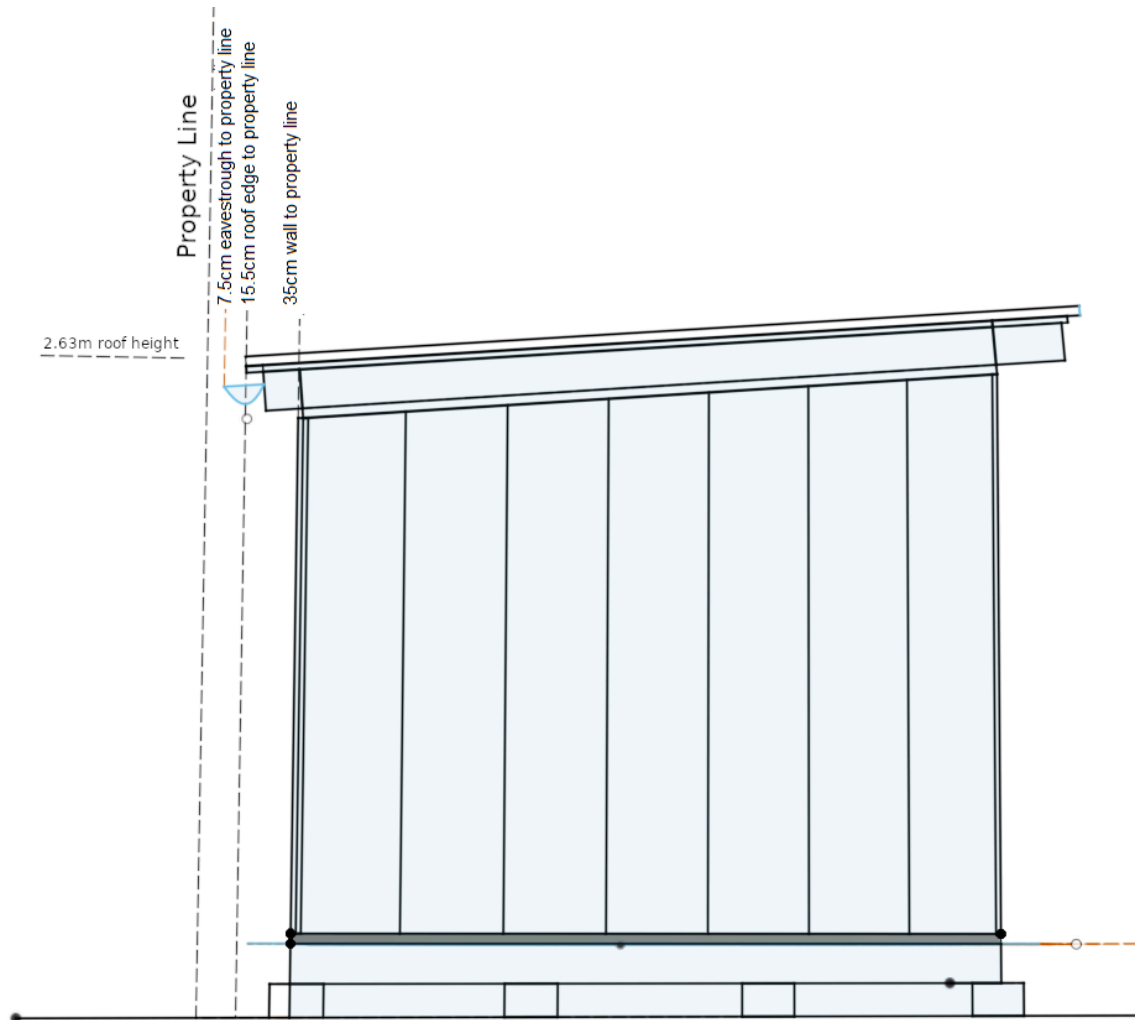 Property Line
7.5cm eavestrough to property line
15.5cm roof edge to property line
35cm wall to property line
2.63m roof height